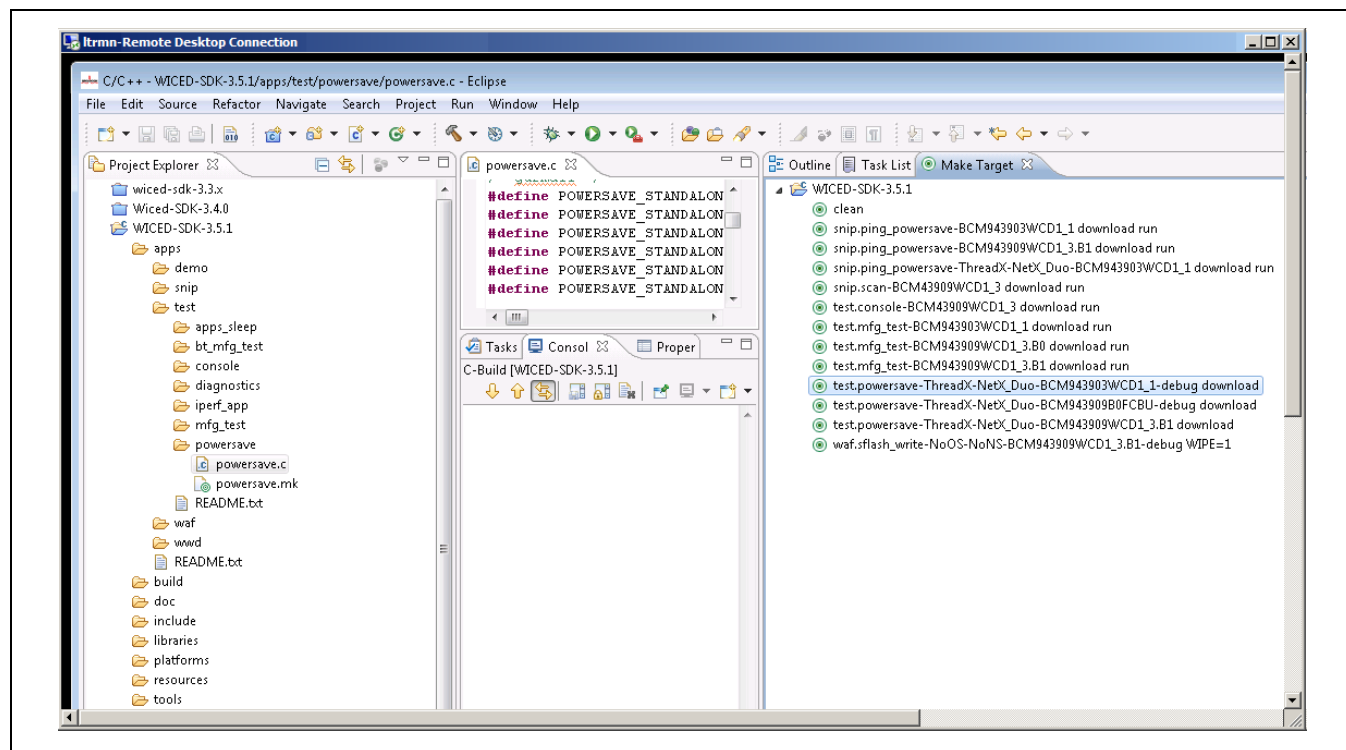 ltrmn-Remote Desktop Connection
C/C++ - WICED-SDK-3.5.1/apps/test/powersave/powersave.c - Eclipse
File Edit Source Refactor Navigate Search Project Run Window Help
Project Explorer
wiced-sdk-3.3.x
Wiced-SDK-3.4.0
WICED-SDK-3.5.1
apps
demo
snip
test
apps_sleep
bt_mfg_test
console
diagnostics
iperf_app
mfg_test
powersave
powersave.c
powersave.mk
README.txt
waf
wwd
README.txt
build
doc
include
libraries
platforms
resources
tools
powersave.c
#define POWERSAVE_STANDALON
#define POWERSAVE_STANDALON
#define POWERSAVE_STANDALON
#define POWERSAVE_STANDALON
#define POWERSAVE_STANDALON
#define POWERSAVE_STANDALON
Tasks Consol Proper
C-Build [WICED-SDK-3.5.1]
Outline Task List Make Target
WICED-SDK-3.5.1
clean
snip.ping_powersave-BCM943903WCD1_1 download run
snip.ping_powersave-BCM943909WCD1_3.B1 download run
snip.ping_powersave-ThreadX-NetX_Duo-BCM943903WCD1_1 download run
snip.scan-BCM43909WCD1_3 download run
test.console-BCM43909WCD1_3 download run
test.mfg_test-BCM943903WCD1_1 download run
test.mfg_test-BCM943909WCD1_3.B0 download run
test.mfg_test-BCM943909WCD1_3.B1 download run
test.powersave-ThreadX-NetX_Duo-BCM943903WCD1_1-debug download
test.powersave-ThreadX-NetX_Duo-BCM943909B0FCBU-debug download
test.powersave-ThreadX-NetX_Duo-BCM943909WCD1_3.B1 download
waf.sflash_write-NoOS-NoNS-BCM943909WCD1_3.B1-debug WIPE=1